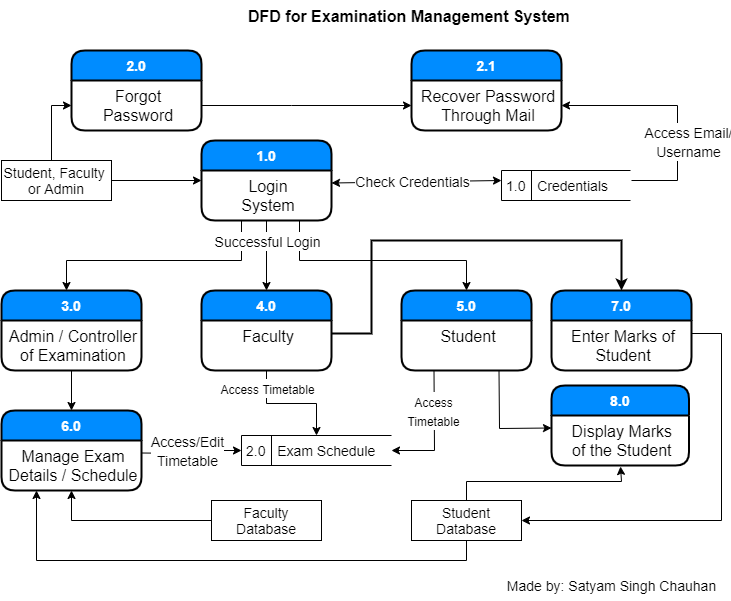 DFD for Examination Management System
2.0
Forgot
Password
2.1
Recover Password
Through Mail
Access Email/
Username
Student, Faculty
or Admin
1.0
Login
System
Check Credentials
1.0
Credentials
Successful Login
3.0
Admin / Controller
of Examination
4.0
Faculty
5.0
Student
7.0
Enter Marks of
Student
Access Timetable
Access
Timetable
8.0
Display Marks
of the Student
6.0
Manage Exam
Details / Schedule
Access/Edit
Timetable
2.0
Exam Schedule
Faculty
Database
Student
Database
Made by: Satyam Singh Chauhan